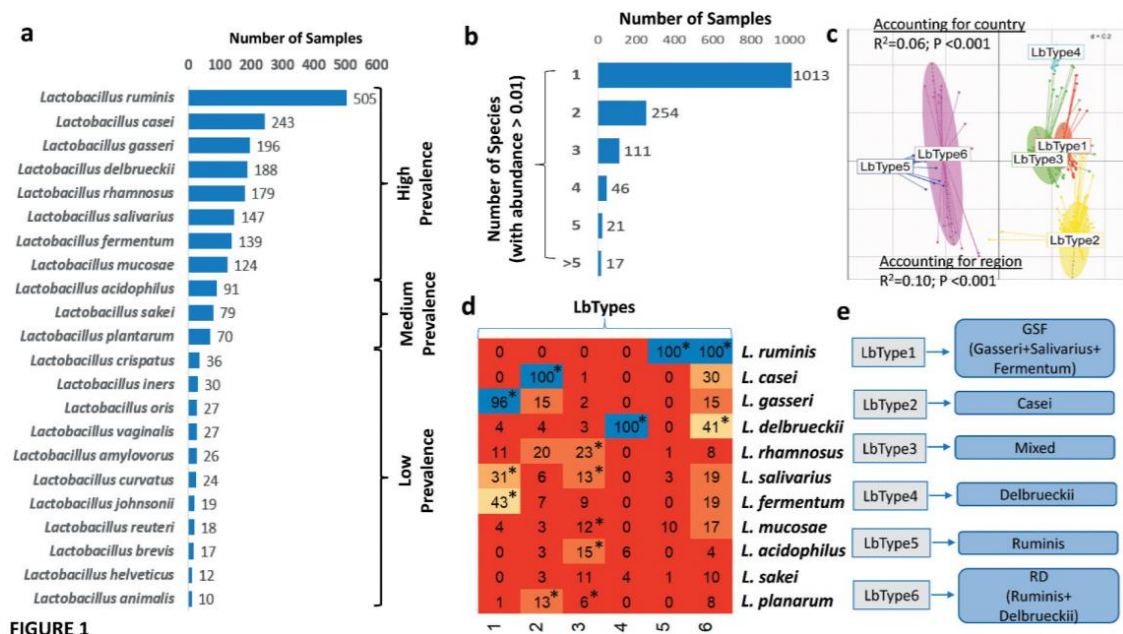 a
Number of Samples
0 100 200 300 400 500 600
Lactobacillus ruminis 505
Lactobacillus casei 243
Lactobacillus gasseri 196
Lactobacillus delbrueckii 188
Lactobacillus rhamnosus 179
Lactobacillus salivarius 147
Lactobacillus fermentum 139
Lactobacillus mucosae 124
Lactobacillus acidophilus 91
Lactobacillus sakei 79
Lactobacillus plantarum 70
Lactobacillus crispatus 36
Lactobacillus iners 30
Lactobacillus oris 27
Lactobacillus vaginalis 27
Lactobacillus amylovorus 26
Lactobacillus curvatus 24
Lactobacillus johnsonii 19
Lactobacillus reuteri 18
Lactobacillus brevis 17
Lactobacillus helveticus 12
Lactobacillus animalis 10
High
Prevalence
Medium
Prevalence
Low
Prevalence
b
Number of Samples
0 200 400 600 800 1000
Number of Species
(with abundance > 0.01)
1 1013
2 254
3 111
4 46
5 21
>5 17
c
Accounting for country
R²=0.06; P <0.001
d = 0.2
LbType4
LbType1
LbType3
LbType6
LbType5
LbType2
Accounting for region
R²=0.10; P <0.001
d
LbTypes
0 0 0 0 100* 100* L. ruminis
0 100* 1 0 0 30 L. casei
96* 15 2 0 0 15 L. gasseri
4 4 3 100* 0 41* L. delbrueckii
11 20 23* 0 1 8 L. rhamnosus
31* 6 13* 0 3 19 L. salivarius
43* 7 9 0 0 19 L. fermentum
4 3 12* 0 10 17 L. mucosae
0 3 15* 6 0 4 L. acidophilus
0 3 11 4 1 10 L. sakei
1 13* 6* 0 0 8 L. planarum
1 2 3 4 5 6
e
LbType1
GSF
(Gasseri+Salivarius+
Fermentum)
LbType2
Casei
LbType3
Mixed
LbType4
Delbrueckii
LbType5
Ruminis
LbType6
RD
(Ruminis+
Delbrueckii)
FIGURE 1